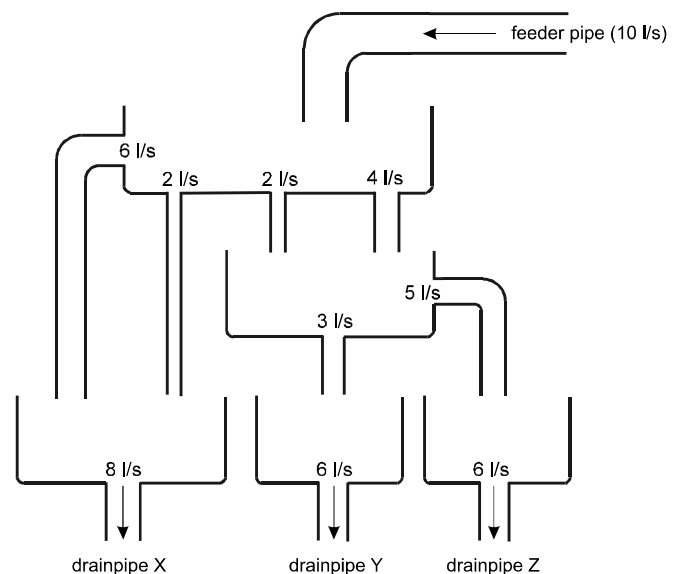 feeder pipe (10 l/s)
6 l/s
2 l/s
2 l/s
4 l/s
5 l/s
3 l/s
8 l/s
6 l/s
6 l/s
drainpipe X
drainpipe Y
drainpipe Z